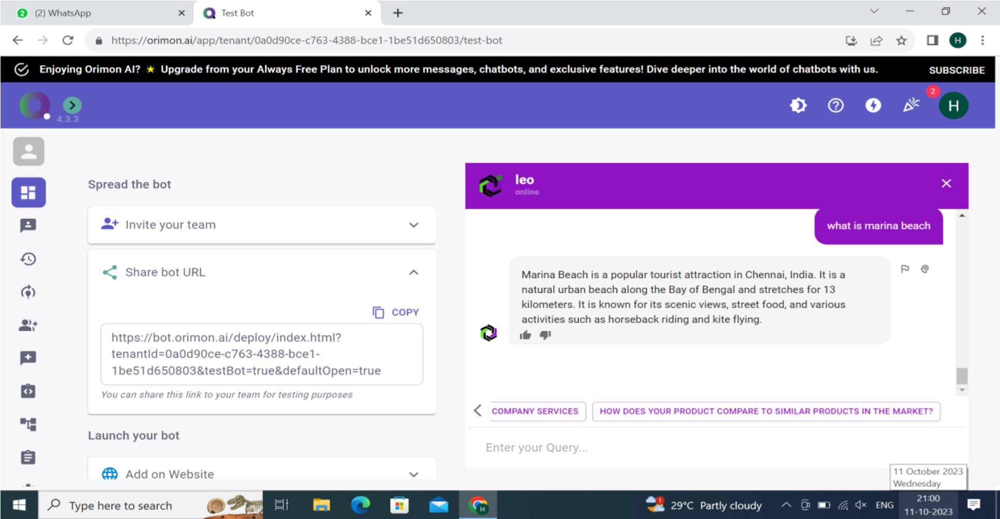 2 (2) WhatsApp
Test Bot
https://orimon.ai/app/tenant/0a0d90ce-c763-4388-bce1-1be51d650803/test-bot
H
Enjoying Orimon AI? ★ Upgrade from your Always Free Plan to unlock more messages, chatbots, and exclusive features! Dive deeper into the world of chatbots with us.
SUBSCRIBE
4.3.3
2
H
Spread the bot
Invite your team
Share bot URL
COPY
https://bot.orimon.ai/deploy/index.html?
tenantId=0a0d90ce-c763-4388-bce1-
1be51d650803&testBot=true&defaultOpen=true
You can share this link to your team for testing purposes
Launch your bot
Add on Website
leo
online
what is marina beach
Marina Beach is a popular tourist attraction in Chennai, India. It is a
natural urban beach along the Bay of Bengal and stretches for 13
kilometers. It is known for its scenic views, street food, and various
activities such as horseback riding and kite flying.
COMPANY SERVICES
HOW DOES YOUR PRODUCT COMPARE TO SIMILAR PRODUCTS IN THE MARKET?
Enter your Query...
11 October 2023
Wednesday
Type here to search
H
1
29°C Partly cloudy
ENG
21:00
11-10-2023